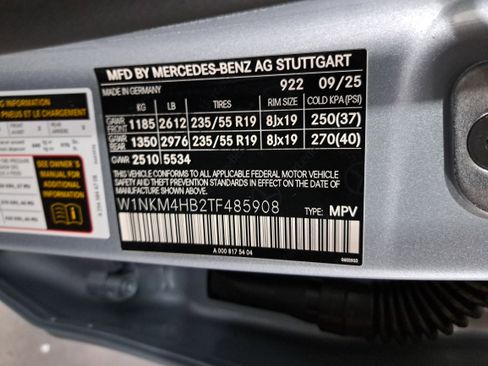 MFD BY MERCEDES-BENZ AG STUTTGART
MADE IN GERMANY 922 09/25
KG LB TIRES RIM SIZE COLD KPA(PSI)
GAWR FRONT 1185 2612 235/55 R19 8Jx19 250(37)
GAWR REAR 1350 2976 235/55 R19 8Jx19 270(40)
GVWR 2510 5534
THIS VEHICLE CONFORMS TO ALL APPLICABLE FEDERAL MOTOR VEHICLE
SAFETY STANDARDS IN EFFECT ON THE DATE OF MANUFACTURE SHOWN ABOVE.
W1NKM4HB2TF485908 TYPE: MPV
A 000 817 54 04
PNEUS ET LE CHARGEMENT
SEE OWNER'S
MANUAL FOR
ADDITIONAL
INFORMATION